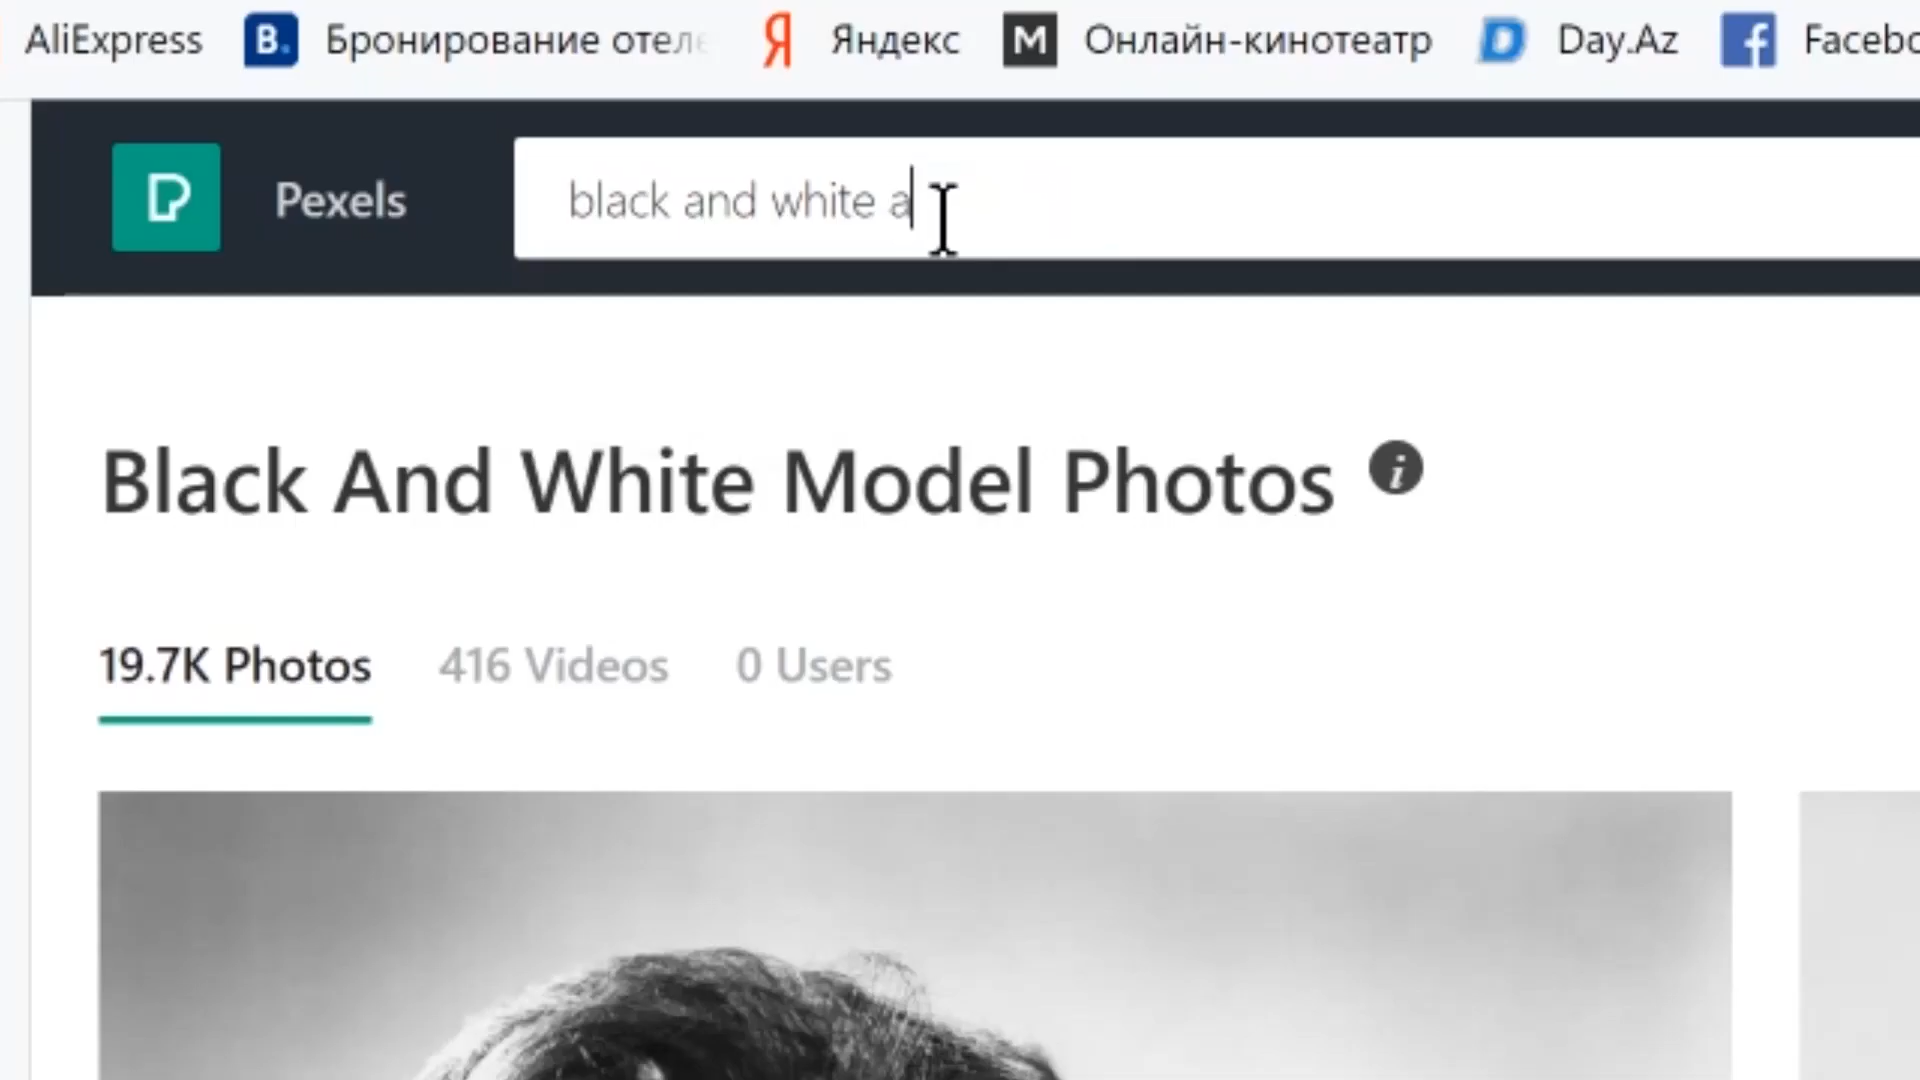 AliExpress B. Бронирование отеле Яндекс M Онлайн-кинотеатр D Day.Az f Facebo
Pexels black and white a
Black And White Model Photos i
19.7K Photos 416 Videos 0 Users